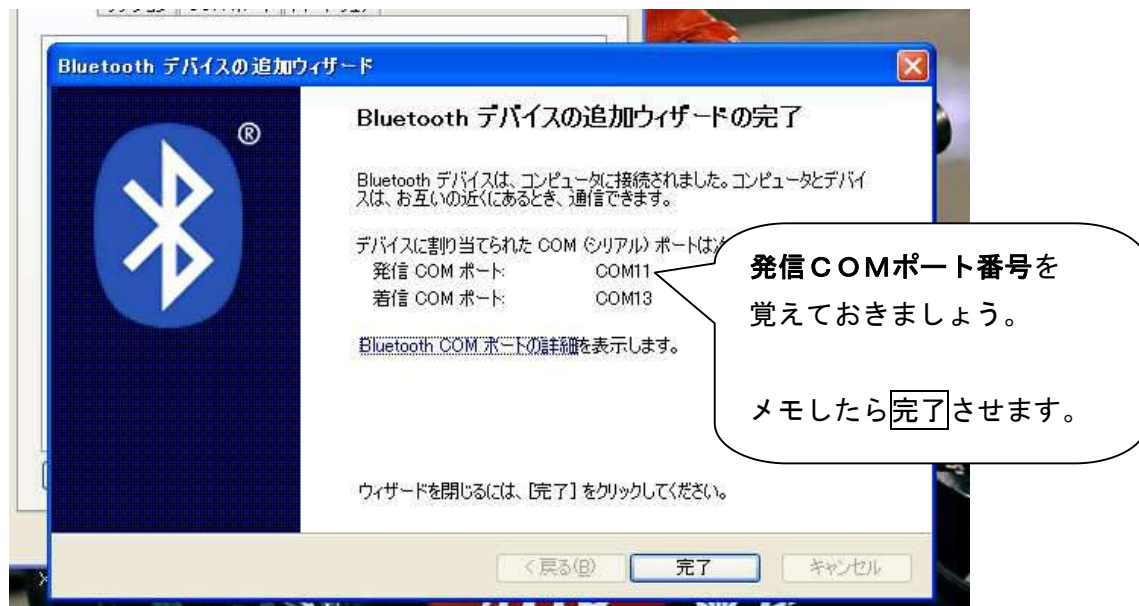 Bluetooth デバイスの追加ウィザード
®
Bluetooth デバイスの追加ウィザードの完了
Bluetooth デバイスは、コンピュータに接続されました。コンピュータとデバイ
スは、お互いの近くにあるとき、通信できます。
デバイスに割り当てられた COM (シリアル) ポートは
発信 COM ポート: COM11
着信 COM ポート: COM13
Bluetooth COM ポートの詳細を表示します。
発信ＣＯＭポート番号を
覚えておきましょう。
メモしたら完了させます。
ウィザードを閉じるには、[完了] をクリックしてください。
< 戻る(B)
完了
キャンセル